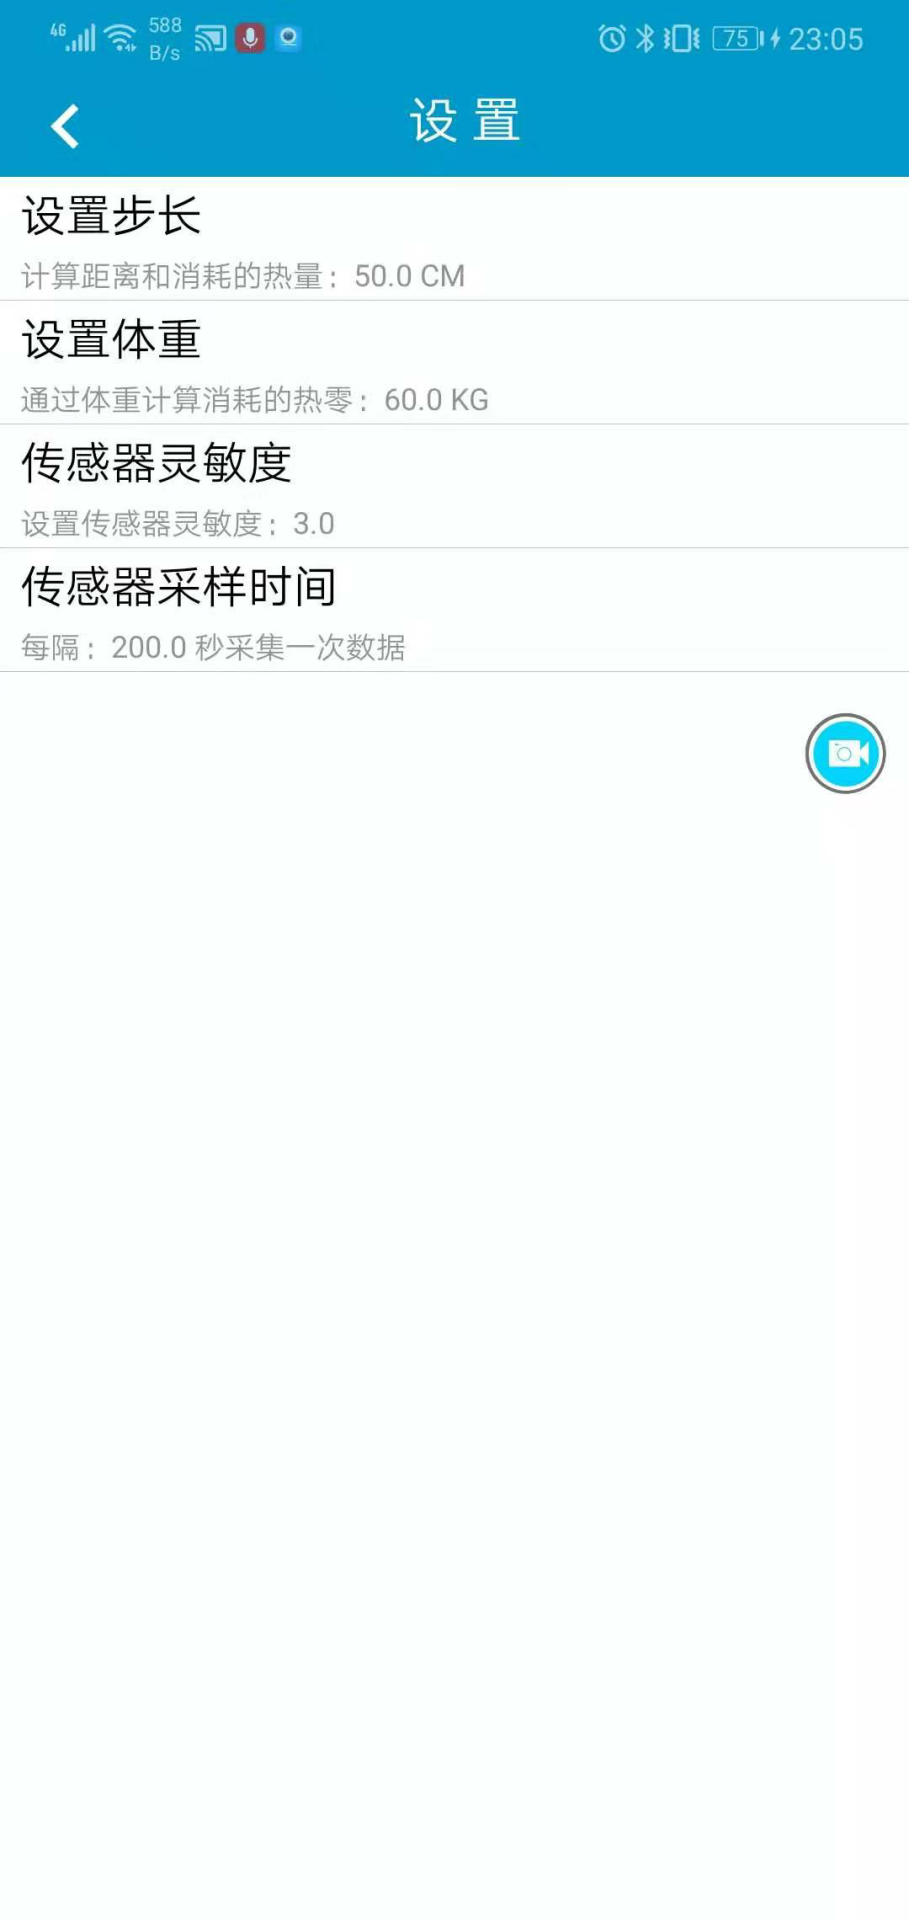 4G 588 B/s 75 23:05
设置
设置步长
计算距离和消耗的热量：50.0 CM
设置体重
通过体重计算消耗的热零：60.0 KG
传感器灵敏度
设置传感器灵敏度：3.0
传感器采样时间
每隔：200.0 秒采集一次数据